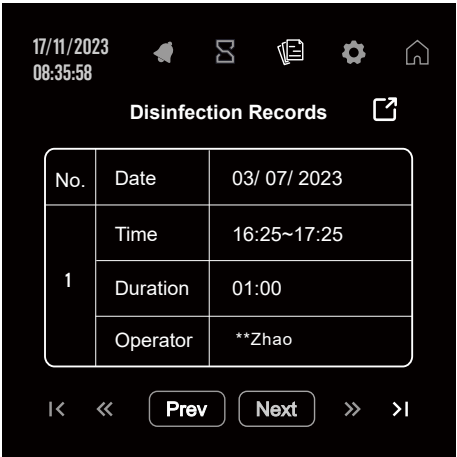 17/11/2023
08:35:58
Disinfection Records
No. Date 03/ 07/ 2023
1 Time 16:25~17:25
Duration 01:00
Operator **Zhao
Prev Next